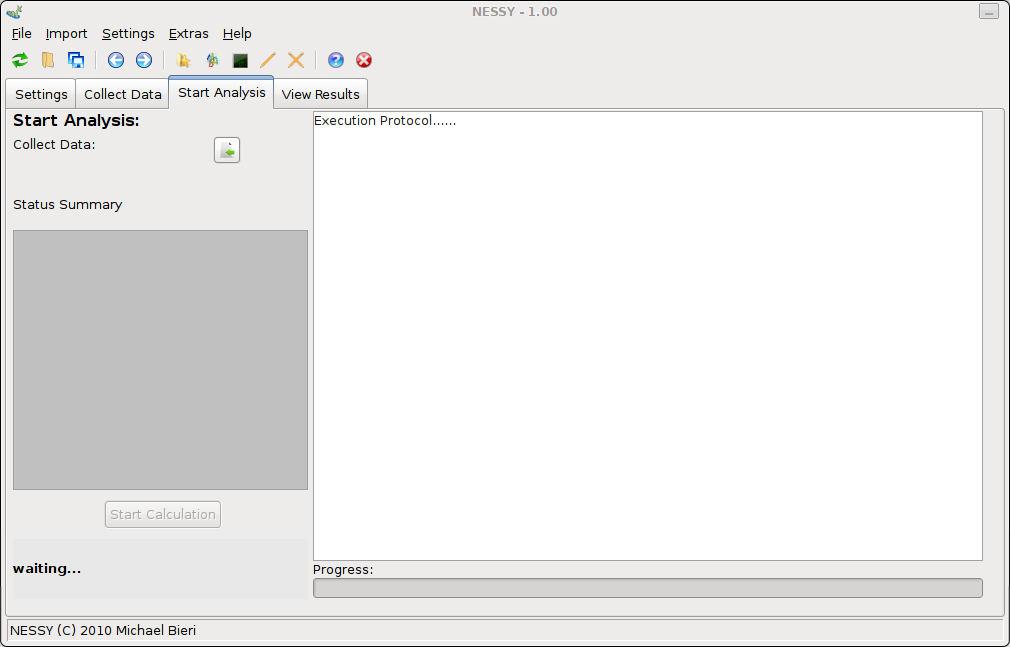 NESSY - 1.00
File Import Settings Extras Help
Settings Collect Data Start Analysis View Results
Start Analysis:
Collect Data:
Status Summary
Start Calculation
waiting...
Execution Protocol......
Progress:
NESSY (C) 2010 Michael Bieri